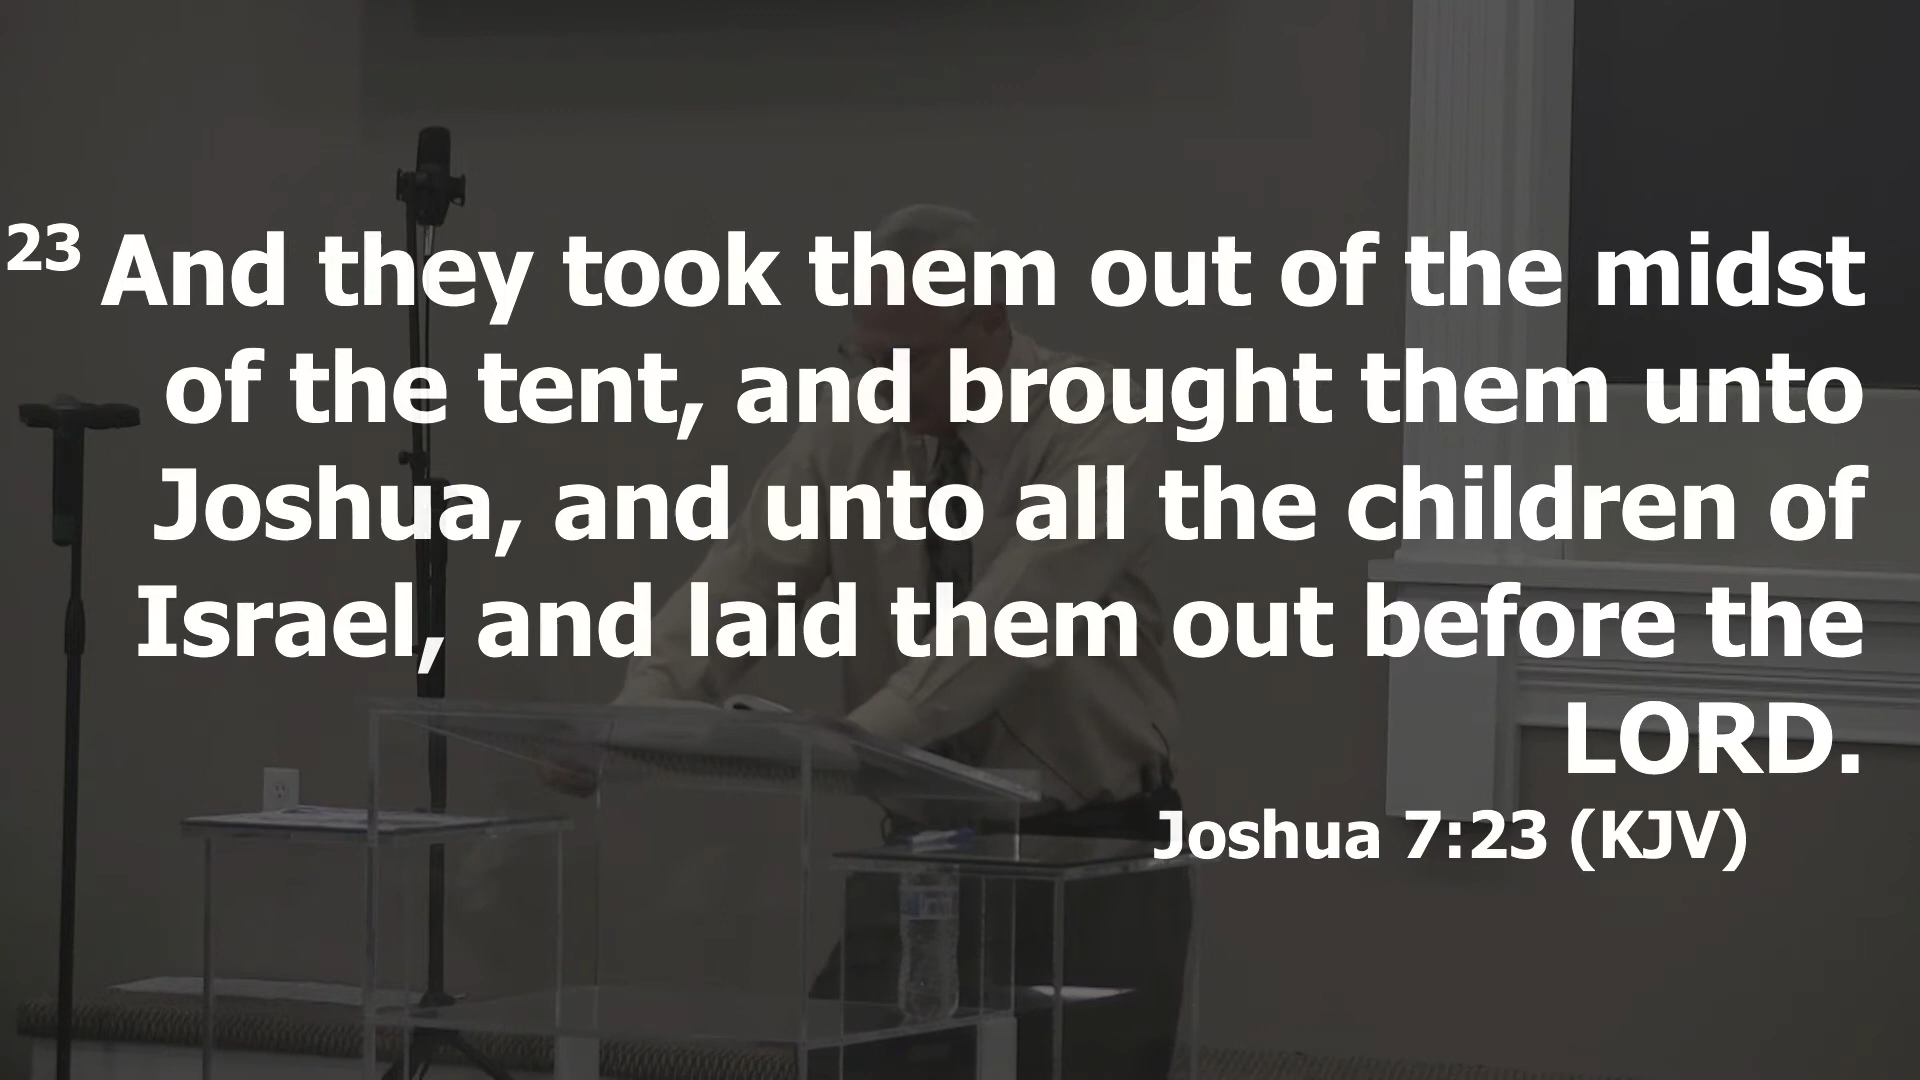 23 And they took them out of the midst
of the tent, and brought them unto
Joshua, and unto all the children of
Israel, and laid them out before the
LORD.
Joshua 7:23 (KJV)